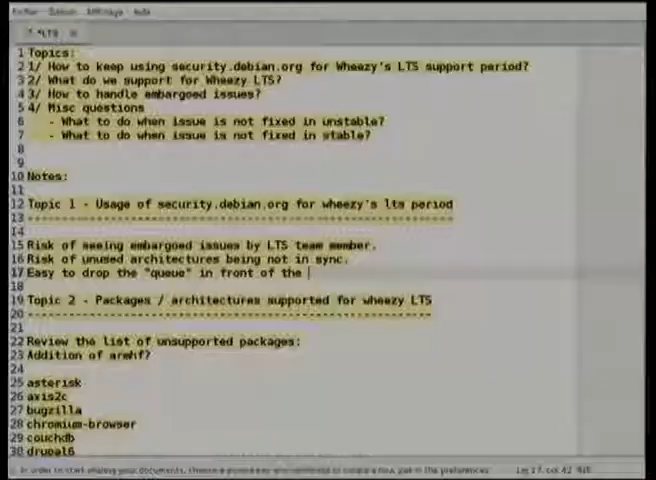 *LTS
1 Topics:
2 1/ How to keep using security.debian.org for Wheezy's LTS support period?
3 2/ What do we support for Wheezy LTS?
4 3/ How to handle embargoed issues?
5 4/ Misc questions
6 - What to do when issue is not fixed in unstable?
7 - What to do when issue is not fixed in stable?
8
9
10 Notes:
11
12 Topic 1 - Usage of security.debian.org for wheezy's lts period
13 --------------------------------------------------------------
14
15 Risk of seeing embargoed issues by LTS team member.
16 Risk of unused architectures being not in sync.
17 Easy to drop the "queue" in front of the
18
19 Topic 2 - Packages / architectures supported for wheezy LTS
20 -----------------------------------------------------------
21
22 Review the list of unsupported packages:
23 Addition of armhf?
24
25 asterisk
26 axis2c
27 bugzilla
28 chromium-browser
29 couchdb
30 drupal6